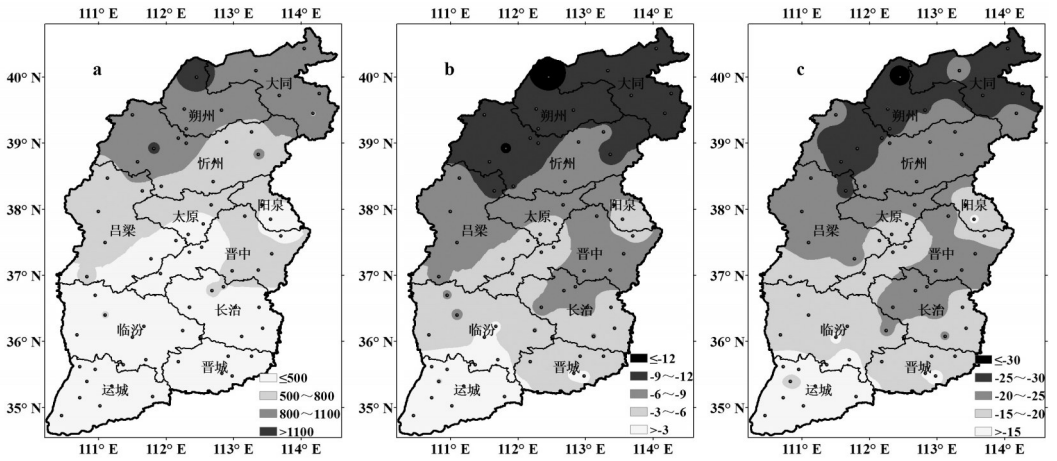 111° E 112° E 113° E 114° E
111° E 112° E 113° E 114° E
111° E 112° E 113° E 114° E
40° N
39° N
38° N
37° N
36° N
35° N
a
大同
朔州
忻州
阳泉
太原
吕梁
晋中
长治
临汾
晋城
运城
≤500
500～800
800～1100
>1100
40° N
39° N
38° N
37° N
36° N
35° N
b
大同
朔州
忻州
阳泉
太原
吕梁
晋中
长治
临汾
晋城
运城
≤-12
-9～-12
-6～-9
-3～-6
>-3
40° N
39° N
38° N
37° N
36° N
35° N
c
大同
朔州
忻州
阳泉
太原
吕梁
晋中
长治
临汾
晋城
运城
≤-30
-25～-30
-20～-25
-15～-20
>-15
111° E 112° E 113° E 114° E
111° E 112° E 113° E 114° E
111° E 112° E 113° E 114° E